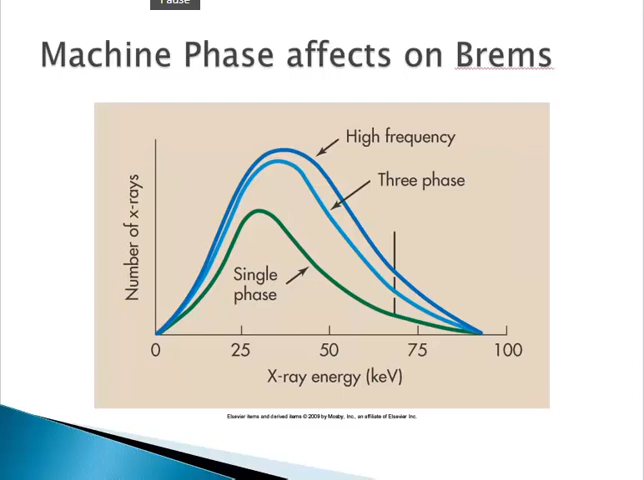 Pause
Machine Phase affects on Brems
High frequency
Three phase
Single
phase
Number of x-rays
0 25 50 75 100
X-ray energy (keV)
Elsevier items and derived items © 2009 by Mosby, Inc., an affiliate of Elsevier Inc.